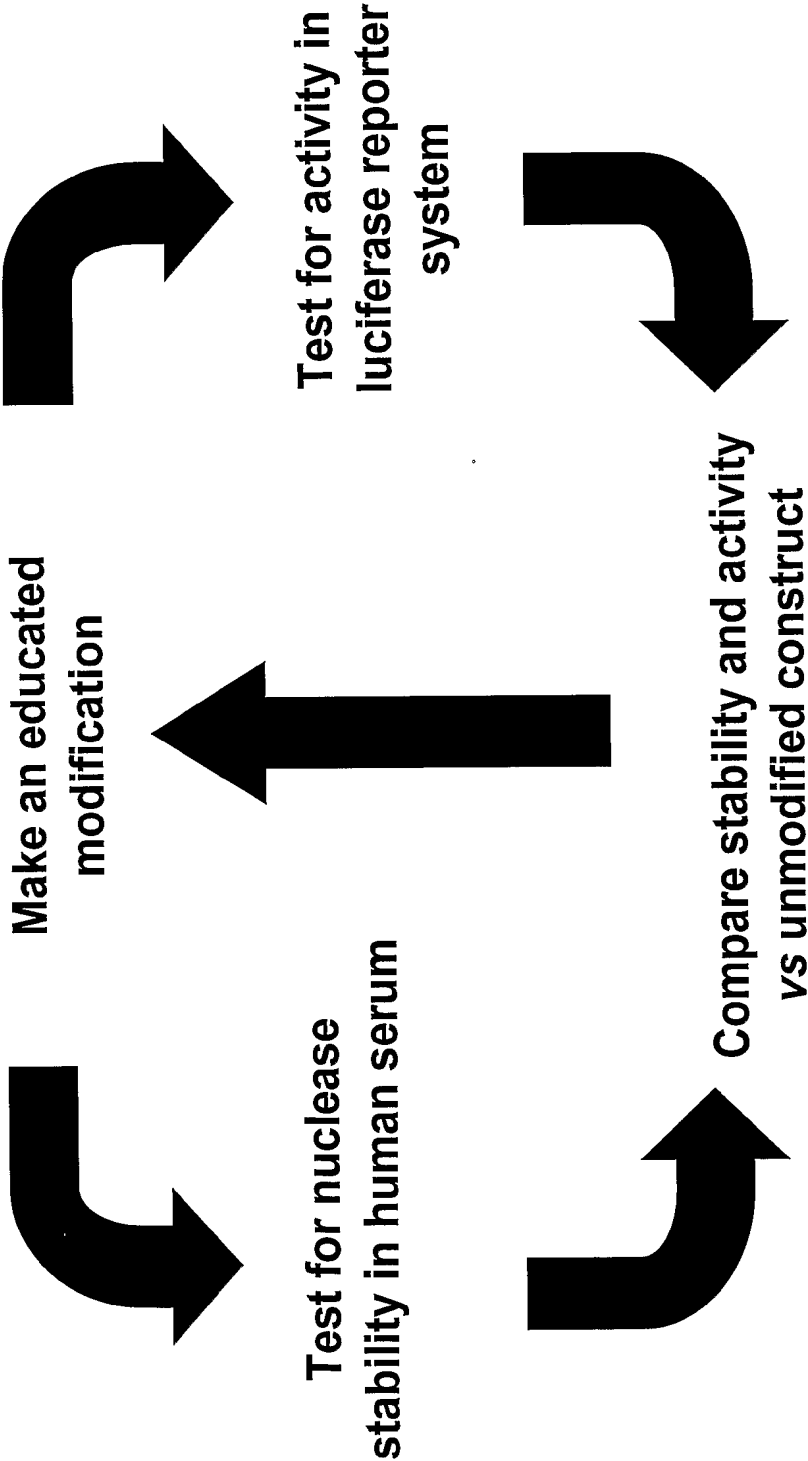 Make an educated
modification
Test for nuclease
stability in human serum
Test for activity in
luciferase reporter
system
Compare stability and activity
vs unmodified construct